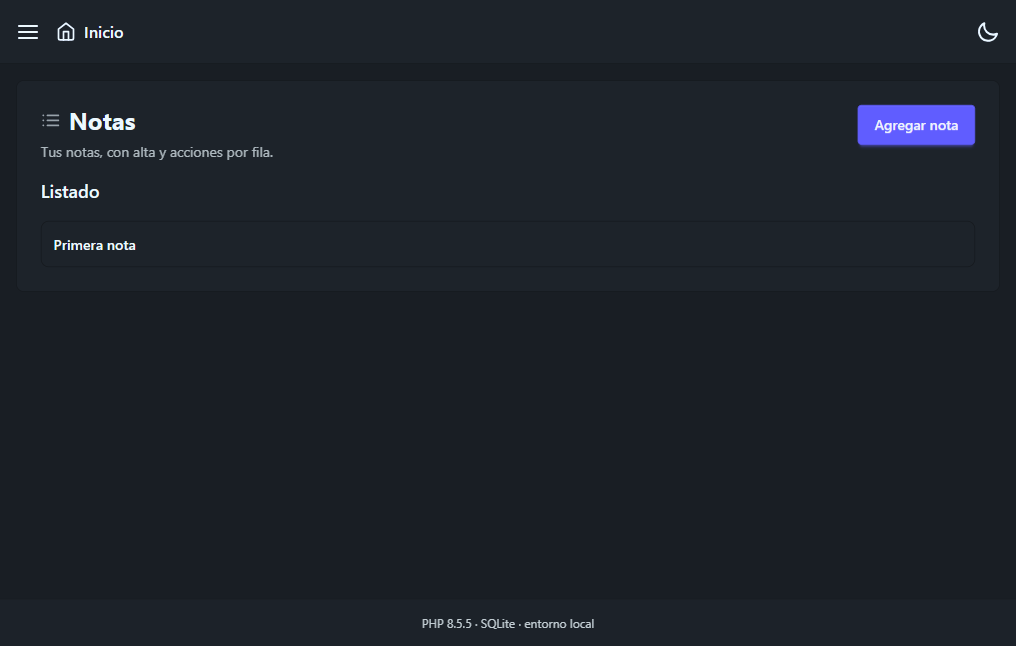 Inicio
Notas
Agregar nota
Tus notas, con alta y acciones por fila.
Listado
Primera nota
PHP 8.5.5 · SQLite · entorno local